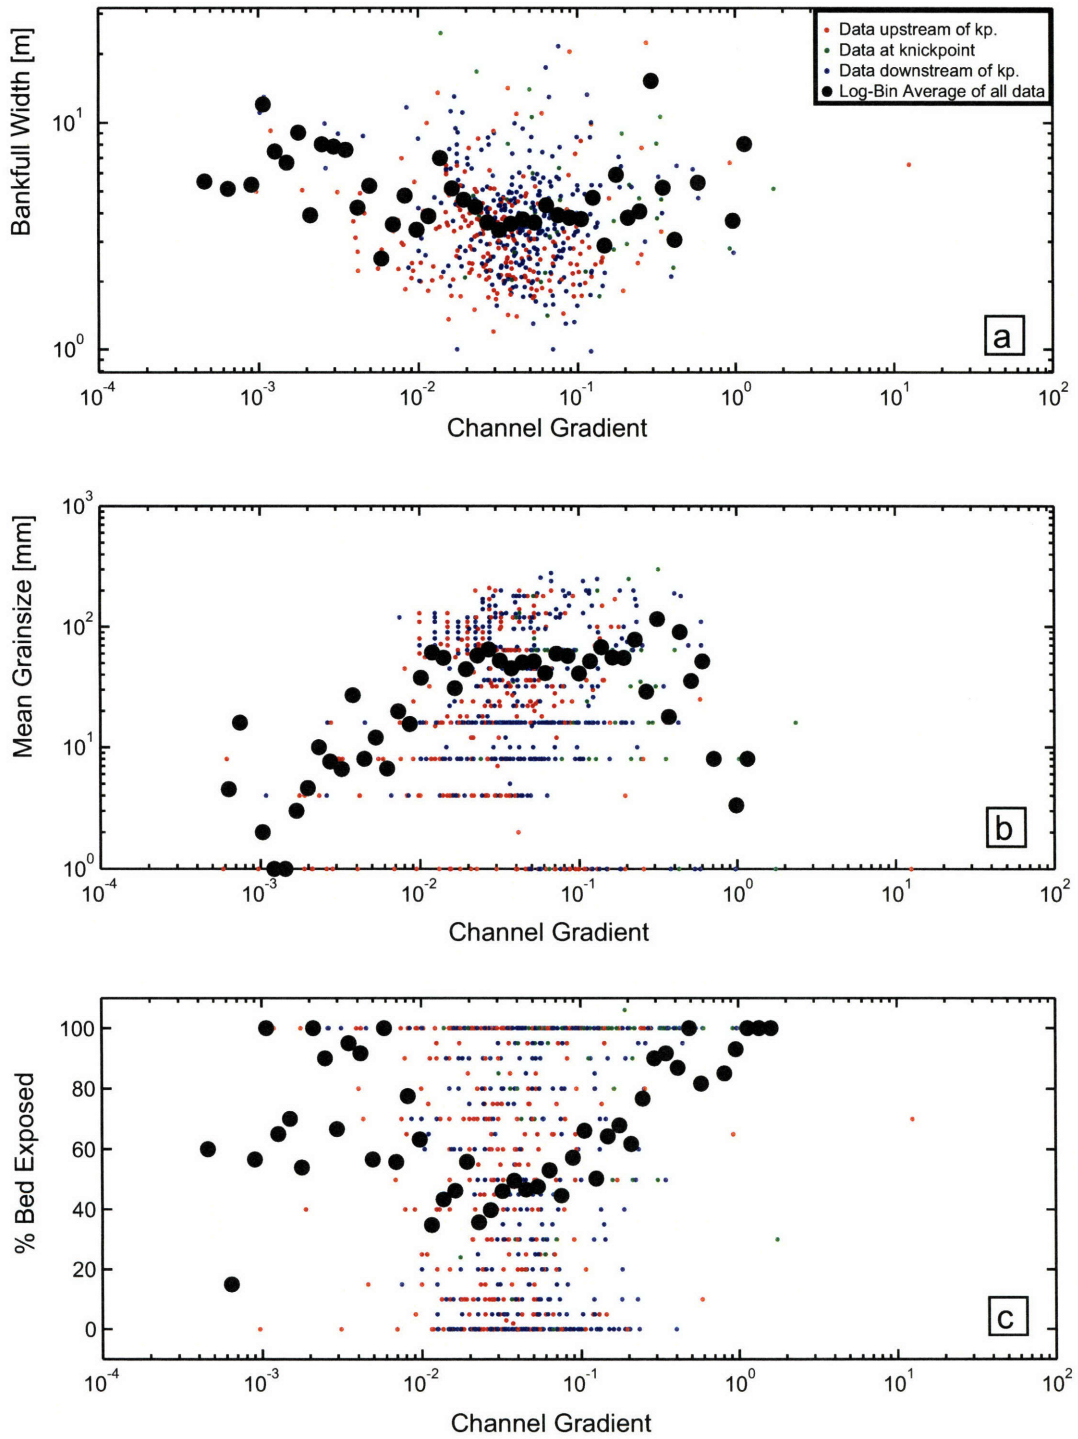 Bankfull Width [m]
10^1
10^0
Data upstream of kp.
Data at knickpoint
Data downstream of kp.
Log-Bin Average of all data
a
10^-4 10^-3 10^-2 10^-1 10^0 10^1 10^2
Channel Gradient
Mean Grainsize [mm]
10^3
10^2
10^1
10^0
b
10^-4 10^-3 10^-2 10^-1 10^0 10^1 10^2
Channel Gradient
% Bed Exposed
100
80
60
40
20
0
c
10^-4 10^-3 10^-2 10^-1 10^0 10^1 10^2
Channel Gradient